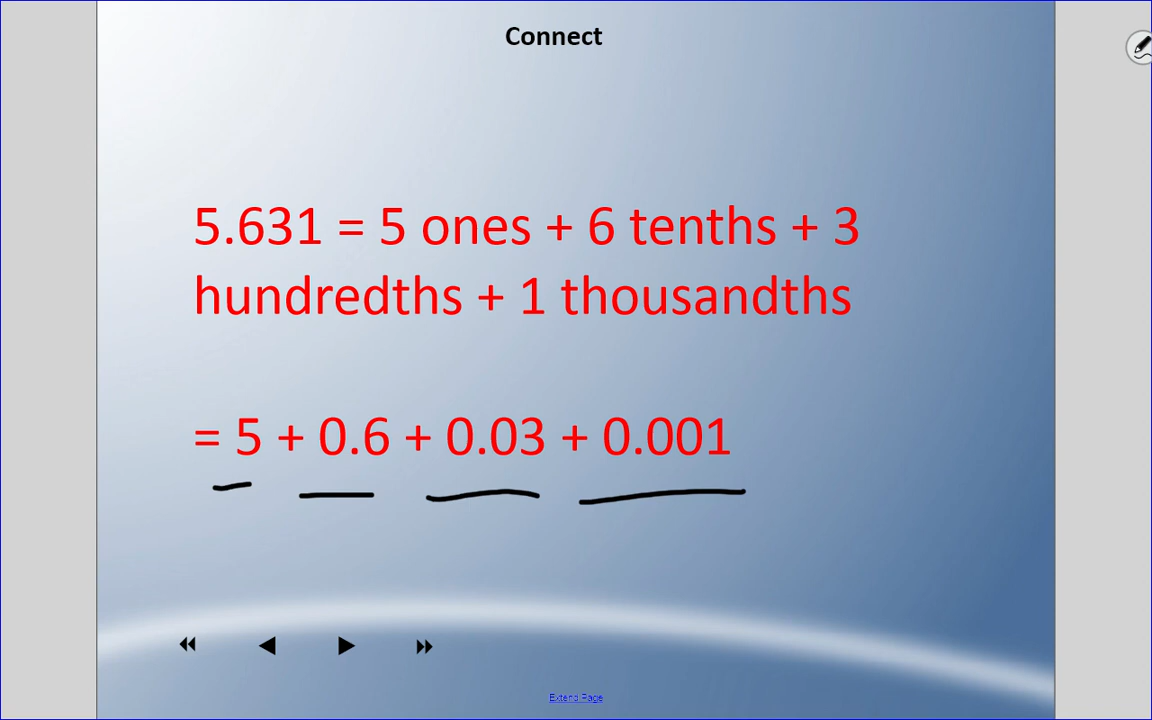 Connect
5.631 = 5 ones + 6 tenths + 3
hundredths + 1 thousandths
= 5 + 0.6 + 0.03 + 0.001
Extend Page